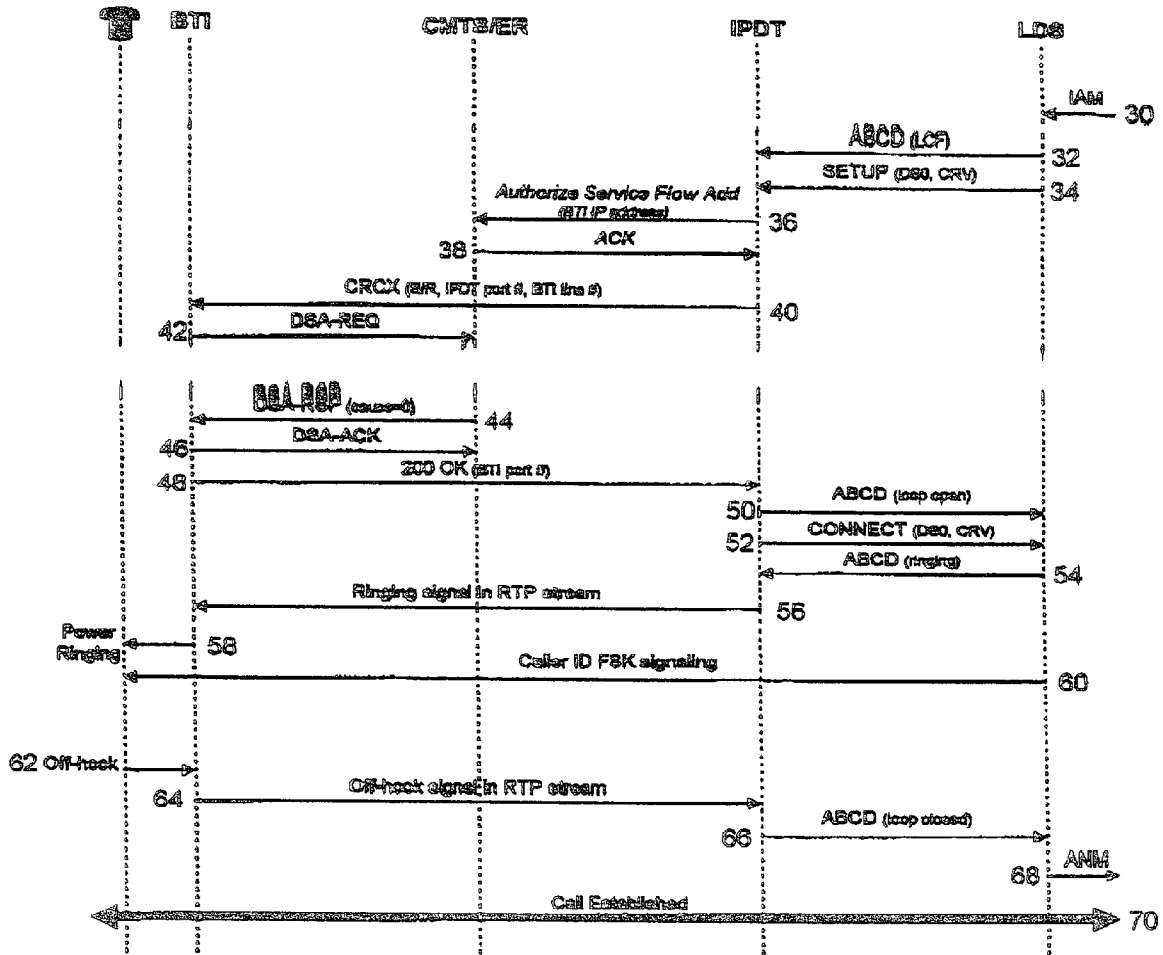 BTI CMTS/ER IPDT LDS
IAM 30
ABCD (LCF) 32
SETUP (DS0, CRV) 34
Authorize Service Flow Add
(BTI IP address) 36
38 ACK
CRCX (S/R, IPDT port #, BTI line #) 40
42 DSA-REQ
DSA-RSP (cause=0) 44
46 DSA-ACK
48 200 OK (BTI port #)
50 ABCD (loop open)
52 CONNECT (DS0, CRV)
ABCD (ringing) 54
Ringing signal in RTP stream 56
Power
Ringing 58
Caller ID FSK signaling 60
62 Off-hook
64 Off-hook signal in RTP stream
66 ABCD (loop closed)
68 ANM
Call Established 70